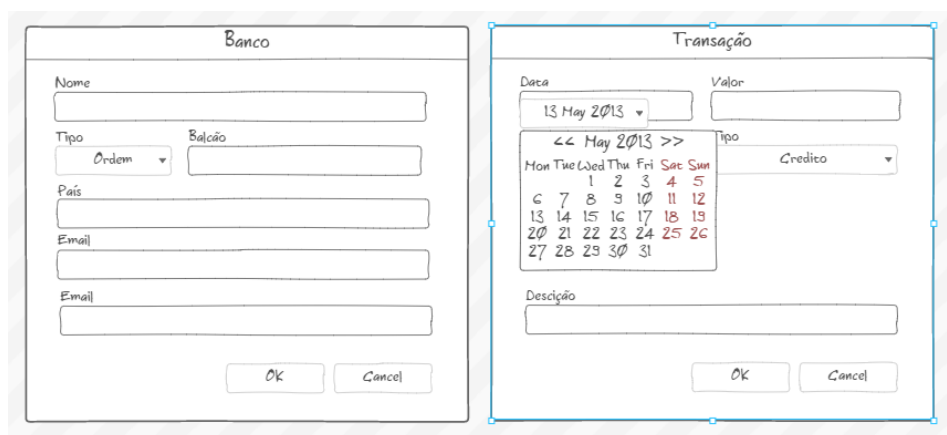 Banco
Nome
Tipo Balcão
Ordem
País
Email
Email
OK Cancel
Transação
Data Valor
13 May 2013
Tipo
Credito
<< May 2013 >>
Mon Tue Wed Thu Fri Sat Sun
1 2 3 4 5
6 7 8 9 10 11 12
13 14 15 16 17 18 19
20 21 22 23 24 25 26
27 28 29 30 31
Descição
OK Cancel